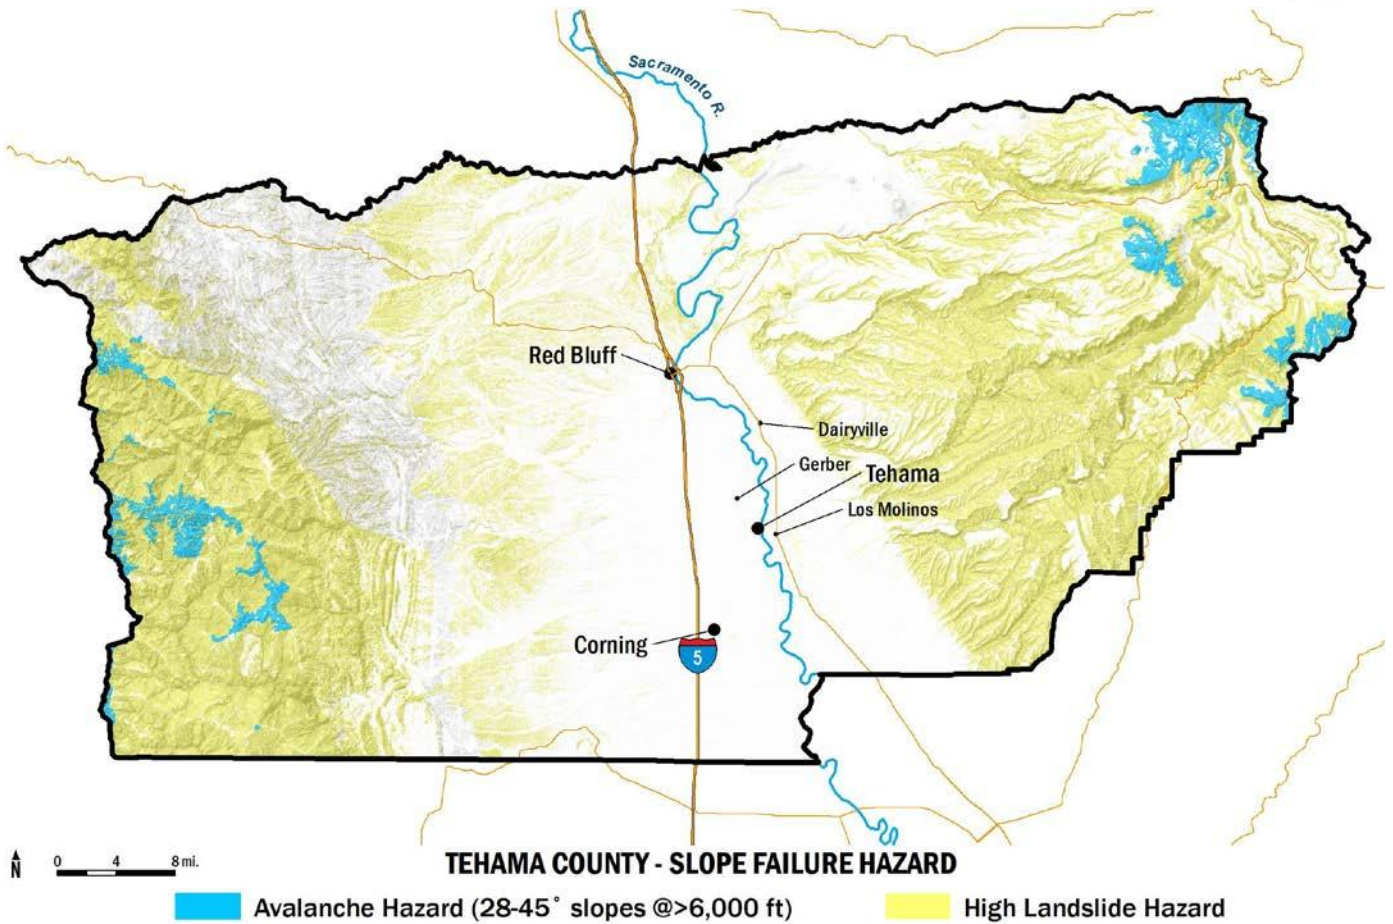 Sacramento R.
Red Bluff
Dairyville
Gerber
Tehama
Los Molinos
Corning
5
N
0 4 8 mi.
TEHAMA COUNTY - SLOPE FAILURE HAZARD
Avalanche Hazard (28-45° slopes @>6,000 ft)
High Landslide Hazard